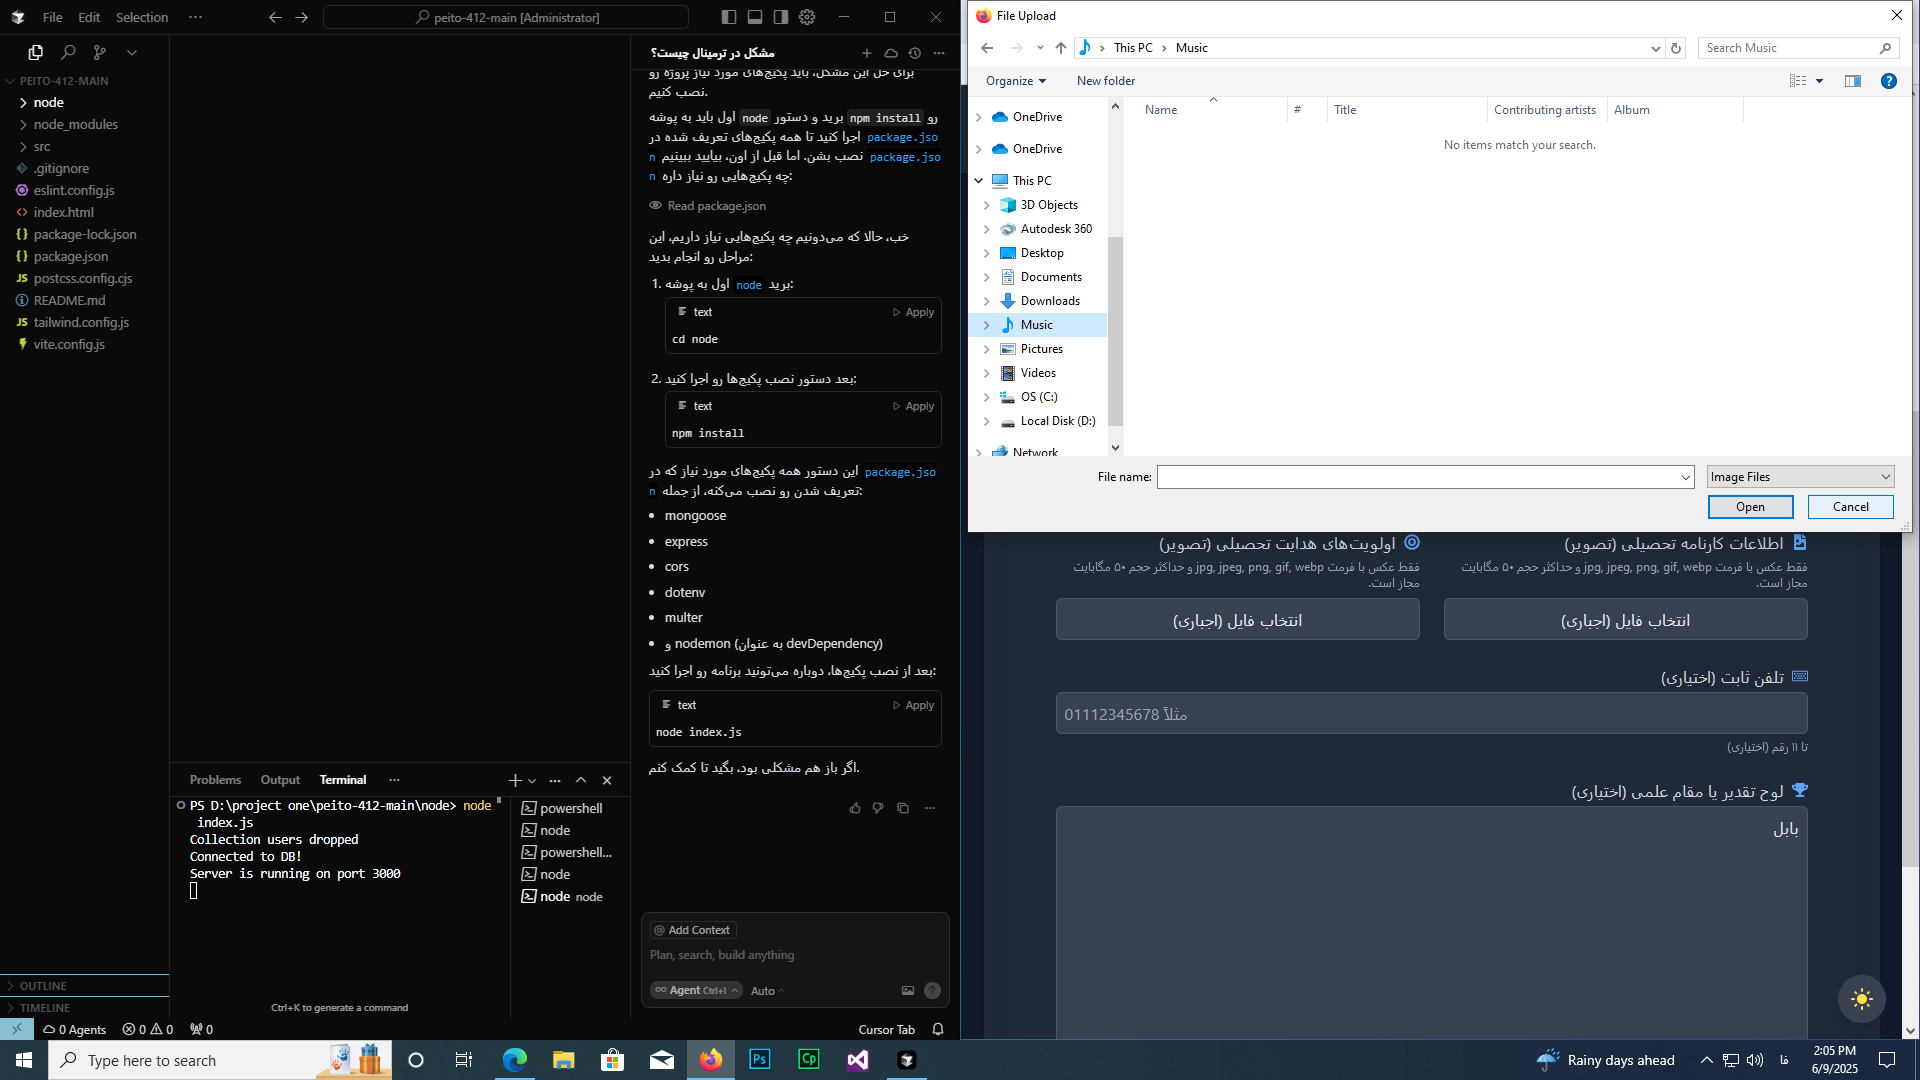 File Edit Selection ···
peito-412-main [Administrator]
PEITO-412-MAIN
node
node_modules
src
.gitignore
eslint.config.js
index.html
package-lock.json
package.json
postcss.config.cjs
README.md
tailwind.config.js
vite.config.js
OUTLINE
TIMELINE
Problems Output Terminal ···
PS D:\project one\peito-412-main\node> node
index.js
Collection users dropped
Connected to DB!
Server is running on port 3000
powershell
node
powershell...
node
node node
Ctrl+K to generate a command
مشکل در ترمینال چیست؟
برای حل این مشکل، باید پکیج‌های مورد نیاز پروژه رو
نصب کنیم.
اول باید به پوشه node برید و دستور npm install رو
اجرا کنید تا همه پکیج‌های تعریف شده در package.jso
n نصب بشن. اما قبل از اون، بیایید ببینیم package.jso
n چه پکیج‌هایی رو نیاز داره:
Read package.json
خب، حالا که می‌دونیم چه پکیج‌هایی نیاز داریم، این
مراحل رو انجام بدید:
1. اول به پوشه node برید:
text Apply
cd node
2. بعد دستور نصب پکیج‌ها رو اجرا کنید:
text Apply
npm install
این دستور همه پکیج‌های مورد نیاز که در package.jso
n تعریف شدن رو نصب می‌کنه، از جمله:
• mongoose
• express
• cors
• dotenv
• multer
• و nodemon (به عنوان devDependency)
بعد از نصب پکیج‌ها، دوباره می‌تونید برنامه رو اجرا کنید:
text Apply
node index.js
اگر باز هم مشکلی بود، بگید تا کمک کنم.
@ Add Context
Plan, search, build anything
∞ Agent Ctrl+I Auto
0 Agents 0 0 0
Cursor Tab
File Upload
This PC > Music
Search Music
Organize New folder
Name # Title Contributing artists Album
No items match your search.
OneDrive
OneDrive
This PC
3D Objects
Autodesk 360
Desktop
Documents
Downloads
Music
Pictures
Videos
OS (C:)
Local Disk (D:)
Network
File name:
Image Files
Open Cancel
اطلاعات کارنامه تحصیلی (تصویر)
فقط عکس با فرمت jpg, jpeg, png, gif, webp و حداکثر حجم ۵۰ مگابایت
مجاز است.
انتخاب فایل (اجباری)
اولویت‌های هدایت تحصیلی (تصویر)
فقط عکس با فرمت jpg, jpeg, png, gif, webp و حداکثر حجم ۵۰ مگابایت
مجاز است.
انتخاب فایل (اجباری)
تلفن ثابت (اختیاری)
مثلاً 01112345678
تا ۱۱ رقم (اختیاری)
لوح تقدیر یا مقام علمی (اختیاری)
بابل
Type here to search
Ps
Cp
Rainy days ahead
فا
2:05 PM
6/9/2025